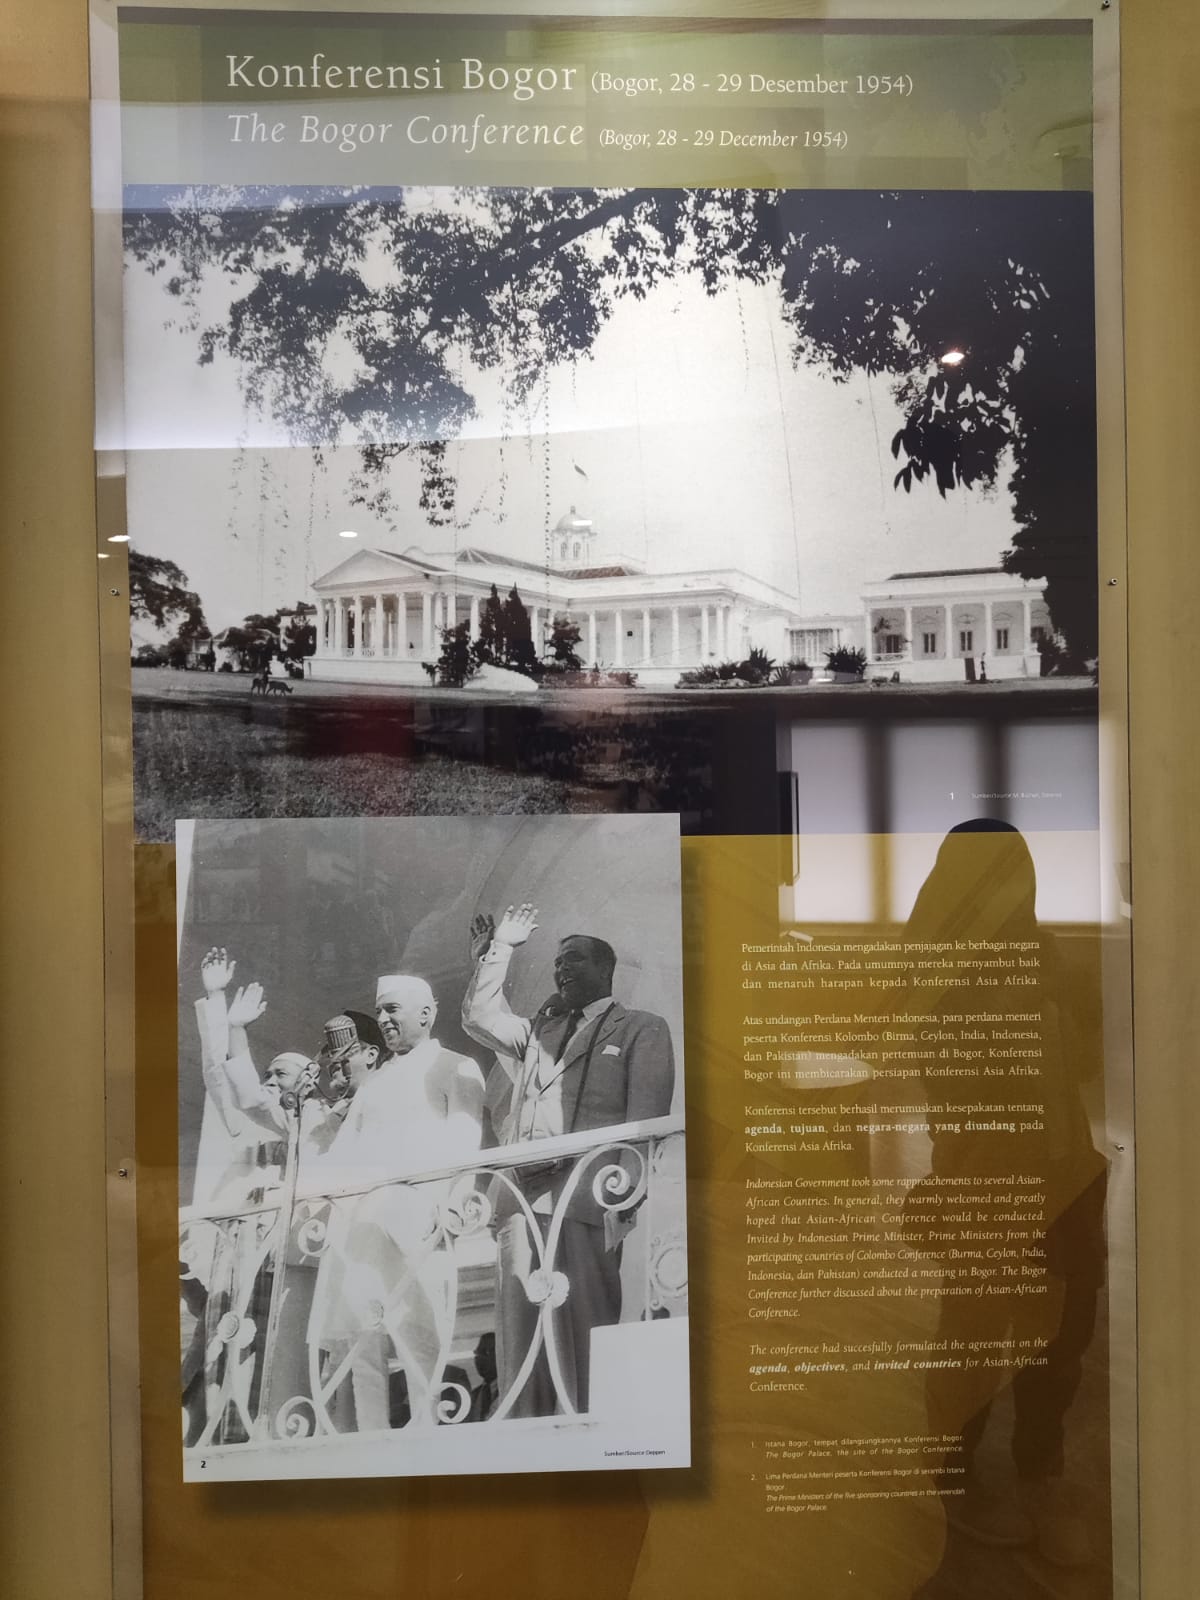 Konferensi Bogor (Bogor, 28 - 29 Desember 1954)
The Bogor Conference (Bogor, 28 - 29 December 1954)
1 Sumber/Source
Pemerintah Indonesia mengadakan penjajagan ke berbagai negara
di Asia dan Afrika. Pada umumnya mereka menyambut baik
dan menaruh harapan kepada Konferensi Asia Afrika.
Atas undangan Perdana Menteri Indonesia, para perdana menteri
peserta Konferensi Kolombo (Birma, Ceylon, India, Indonesia,
dan Pakistan) mengadakan pertemuan di Bogor, Konferensi
Bogor ini membicarakan persiapan Konferensi Asia Afrika.
Konferensi tersebut berhasil merumuskan kesepakatan tentang
agenda, tujuan, dan negara-negara yang diundang pada
Konferensi Asia Afrika.
Indonesian Government took some rapproachements to several Asian-
African Countries. In general, they warmly welcomed and greatly
hoped that Asian-African Conference would be conducted.
Invited by Indonesian Prime Minister, Prime Ministers from the
participating countries of Colombo Conference (Burma, Ceylon, India,
Indonesia, dan Pakistan) conducted a meeting in Bogor. The Bogor
Conference further discussed about the preparation of Asian-African
Conference.
The conference had succesfully formulated the agreement on the
agenda, objectives, and invited countries for Asian-African
Conference.
1. Istana Bogor, tempat dilangsungkannya Konferensi Bogor.
The Bogor Palace, the site of the Bogor Conference.
2. Lima Perdana Menteri peserta Konferensi Bogor di serambi Istana
Bogor.
The Prime Ministers of the five sponsoring countries in the verendah
of the Bogor Palace.
Sumber/Source Deppen
2